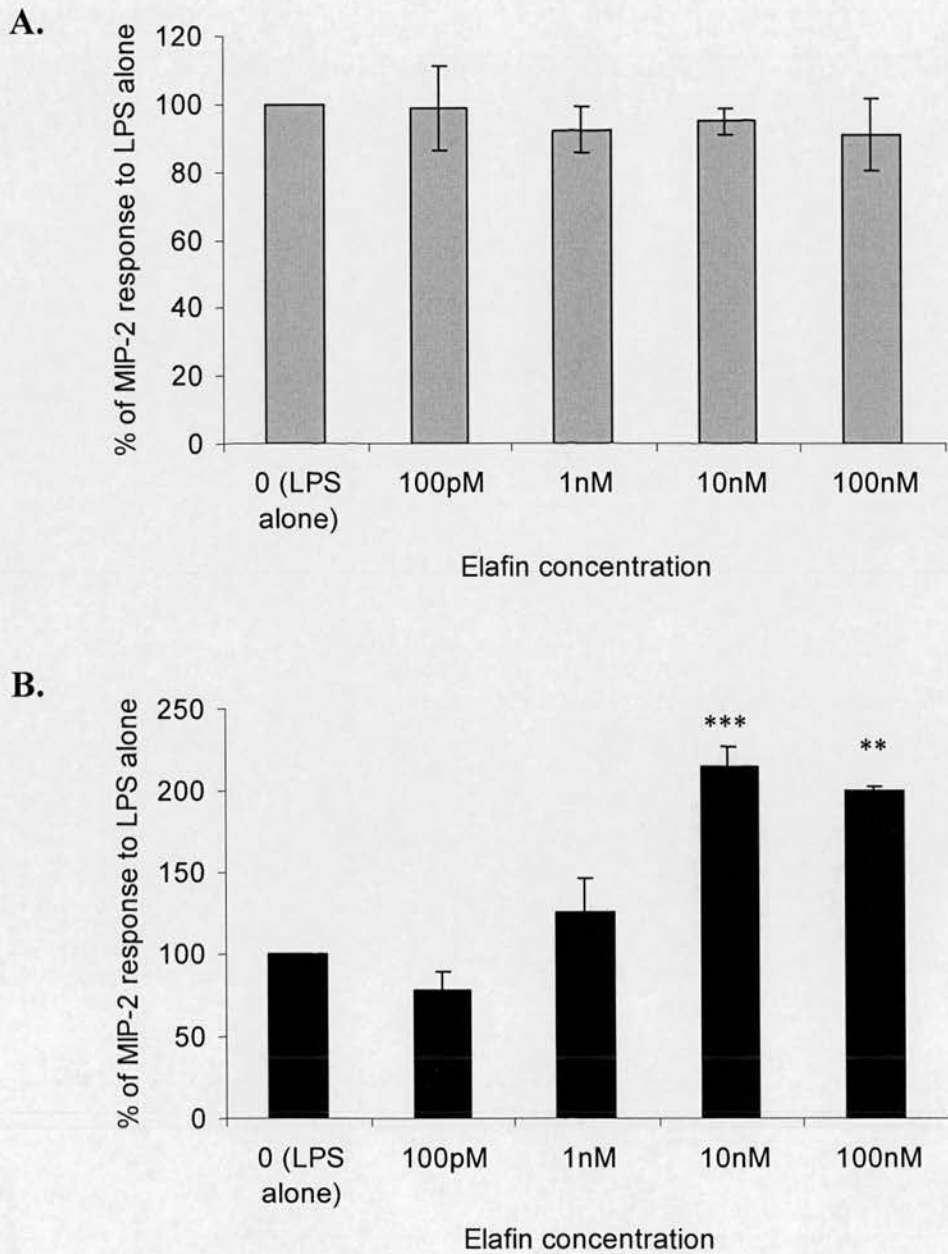 A.
% of MIP-2 response to LPS alone
120
100
80
60
40
20
0
0 (LPS
alone)
100pM
1nM
10nM
100nM
Elafin concentration
B.
% of MIP-2 response to LPS alone
250
200
150
100
50
0
***
**
0 (LPS
alone)
100pM
1nM
10nM
100nM
Elafin concentration